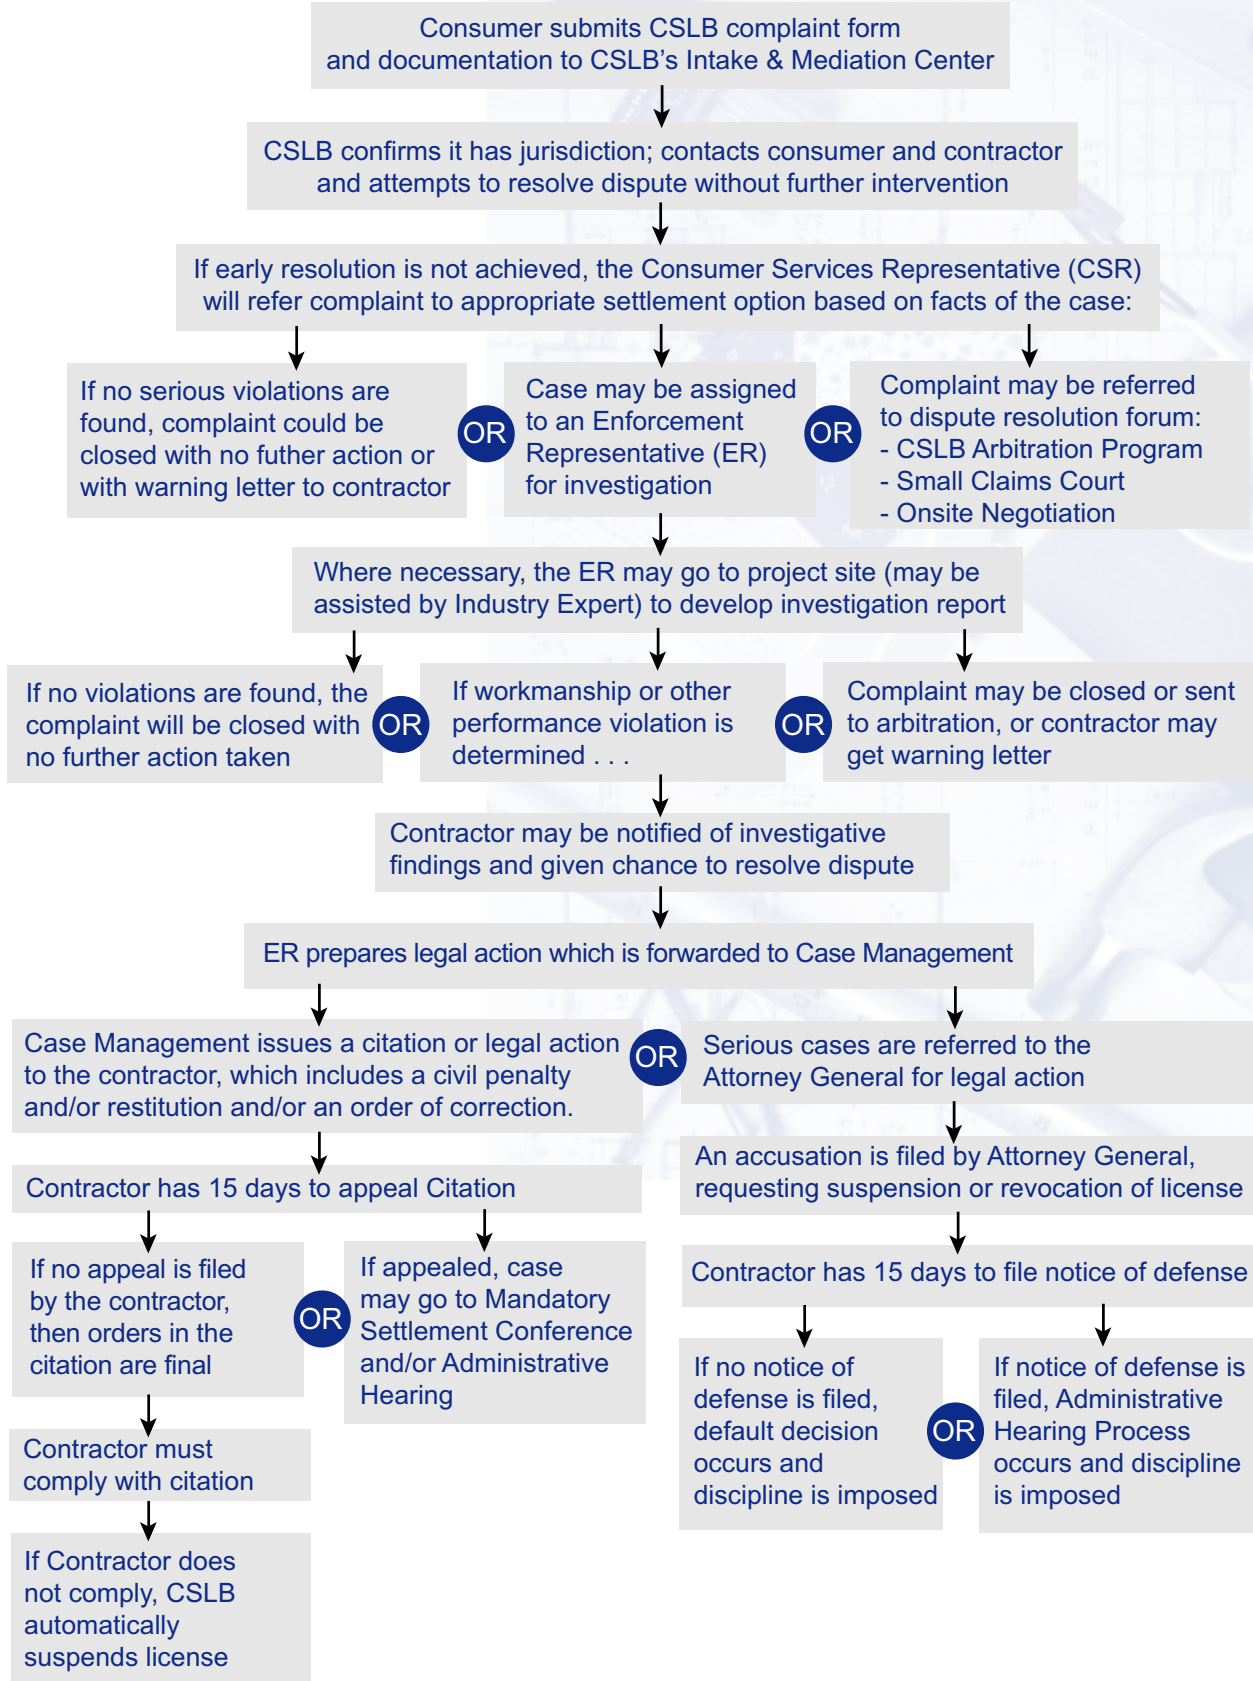 Consumer submits CSLB complaint form
and documentation to CSLB's Intake & Mediation Center
CSLB confirms it has jurisdiction; contacts consumer and contractor
and attempts to resolve dispute without further intervention
If early resolution is not achieved, the Consumer Services Representative (CSR)
will refer complaint to appropriate settlement option based on facts of the case:
If no serious violations are
found, complaint could be
closed with no futher action or
with warning letter to contractor
OR
Case may be assigned
to an Enforcement
Representative (ER)
for investigation
OR
Complaint may be referred
to dispute resolution forum:
- CSLB Arbitration Program
- Small Claims Court
- Onsite Negotiation
Where necessary, the ER may go to project site (may be
assisted by Industry Expert) to develop investigation report
If no violations are found, the
complaint will be closed with
no further action taken
OR
If workmanship or other
performance violation is
determined . . .
OR
Complaint may be closed or sent
to arbitration, or contractor may
get warning letter
Contractor may be notified of investigative
findings and given chance to resolve dispute
ER prepares legal action which is forwarded to Case Management
Case Management issues a citation or legal action
to the contractor, which includes a civil penalty
and/or restitution and/or an order of correction.
OR
Serious cases are referred to the
Attorney General for legal action
Contractor has 15 days to appeal Citation
An accusation is filed by Attorney General,
requesting suspension or revocation of license
If no appeal is filed
by the contractor,
then orders in the
citation are final
OR
If appealed, case
may go to Mandatory
Settlement Conference
and/or Administrative
Hearing
Contractor has 15 days to file notice of defense
If no notice of
defense is filed,
default decision
occurs and
discipline is imposed
OR
If notice of defense is
filed, Administrative
Hearing Process
occurs and discipline
is imposed
Contractor must
comply with citation
If Contractor does
not comply, CSLB
automatically
suspends license